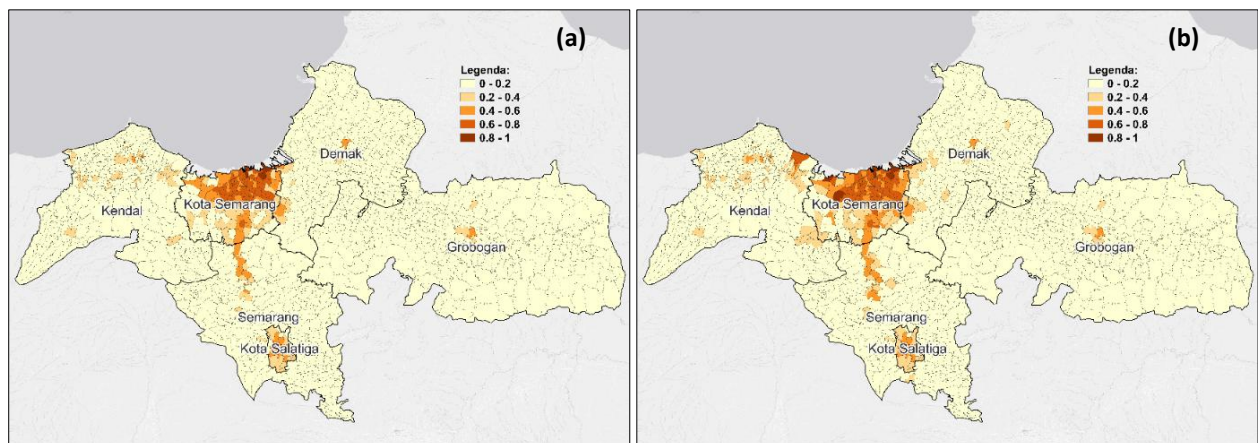 (a)
Legenda:
0 - 0.2
0.2 - 0.4
0.4 - 0.6
0.6 - 0.8
0.8 - 1
Demak
Kendal
Kota Semarang
Grobogan
Semarang
Kota Salatiga
(b)
Legenda:
0 - 0.2
0.2 - 0.4
0.4 - 0.6
0.6 - 0.8
0.8 - 1
Demak
Kendal
Kota Semarang
Grobogan
Semarang
Kota Salatiga